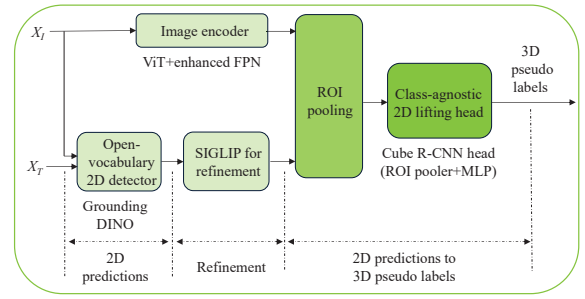 X_I
Image encoder
ViT+enhanced FPN
ROI
pooling
Class-agnostic
2D lifting head
Cube R-CNN head
(ROI pooler+MLP)
3D
pseudo
labels
X_T
Open-
vocabulary
2D detector
Grounding
DINO
SIGLIP for
refinement
2D
predictions
Refinement
2D predictions to
3D pseudo labels